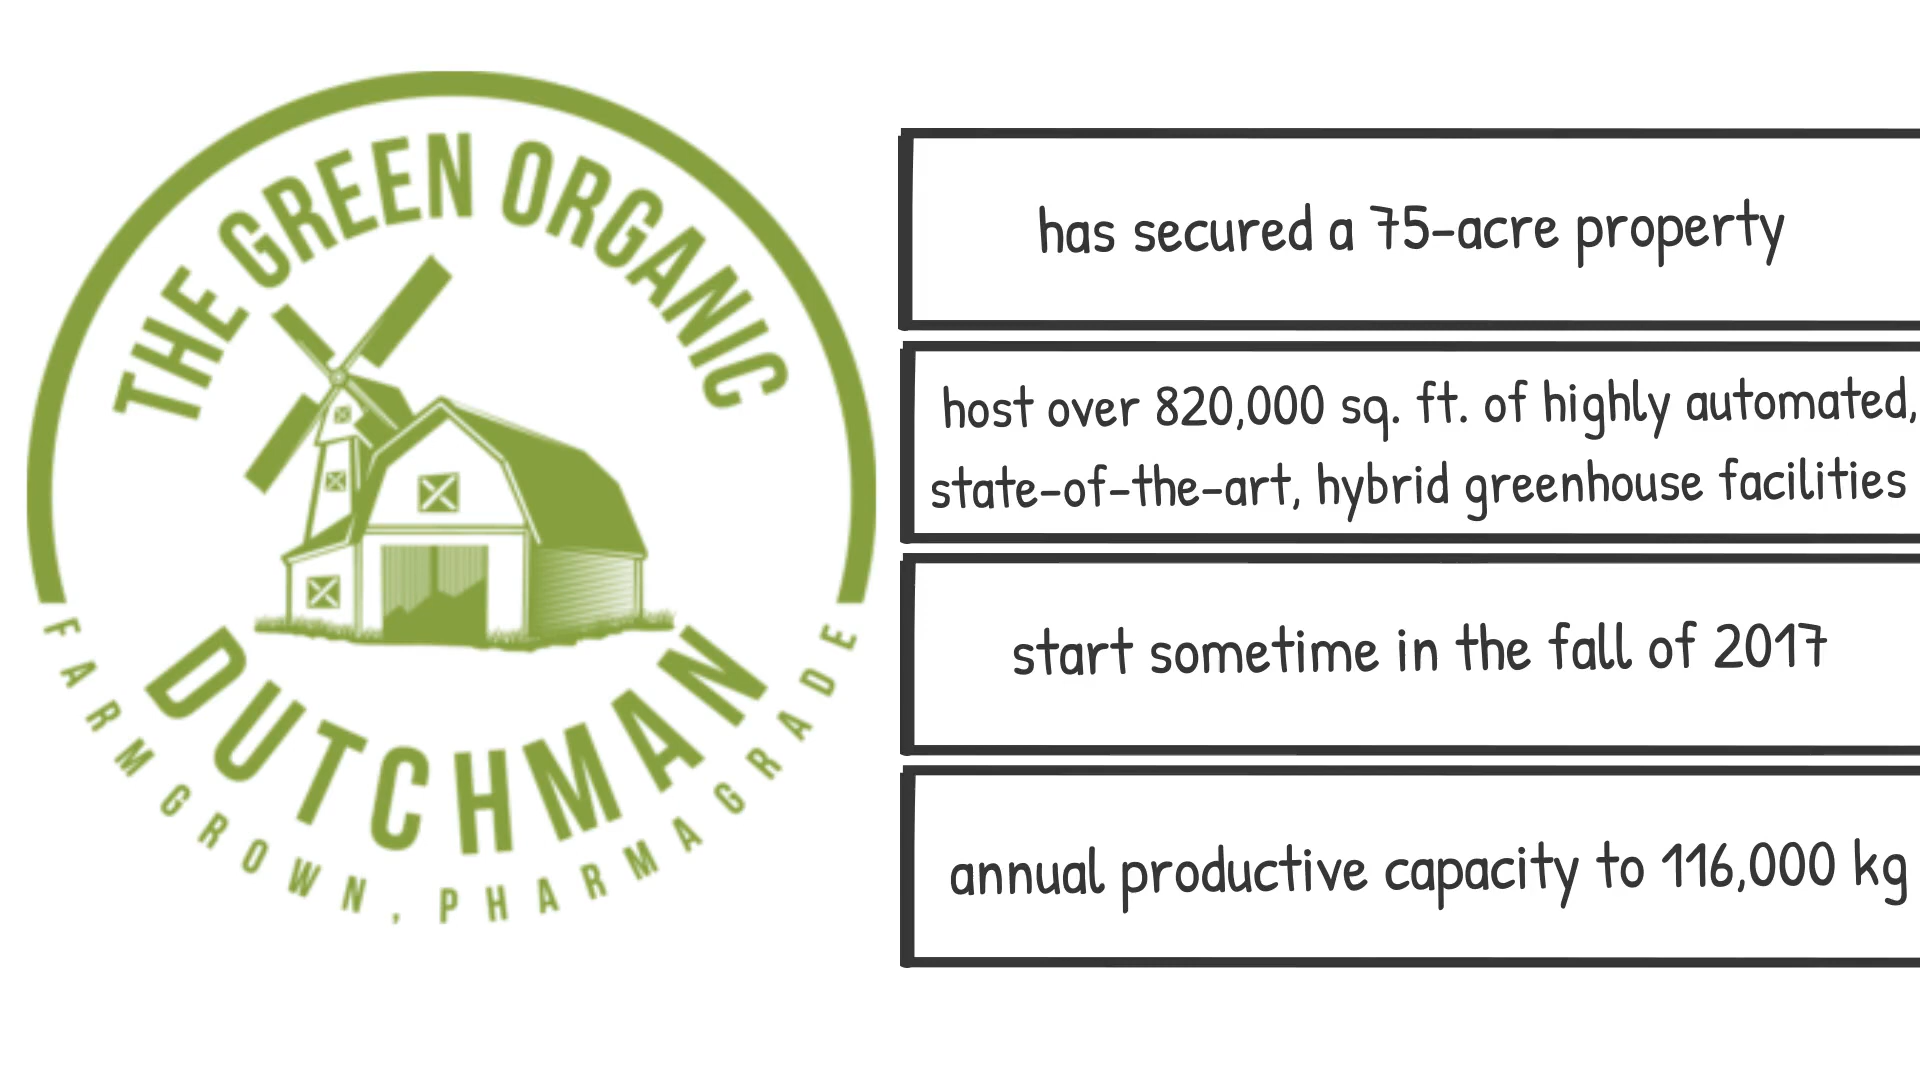 THE GREEN ORGANIC
DUTCHMAN
FARM GROWN, PHARMA GRADE
has secured a 75-acre property
host over 820,000 sq. ft. of highly automated,
state-of-the-art, hybrid greenhouse facilities
start sometime in the fall of 2017
annual productive capacity to 116,000 kg